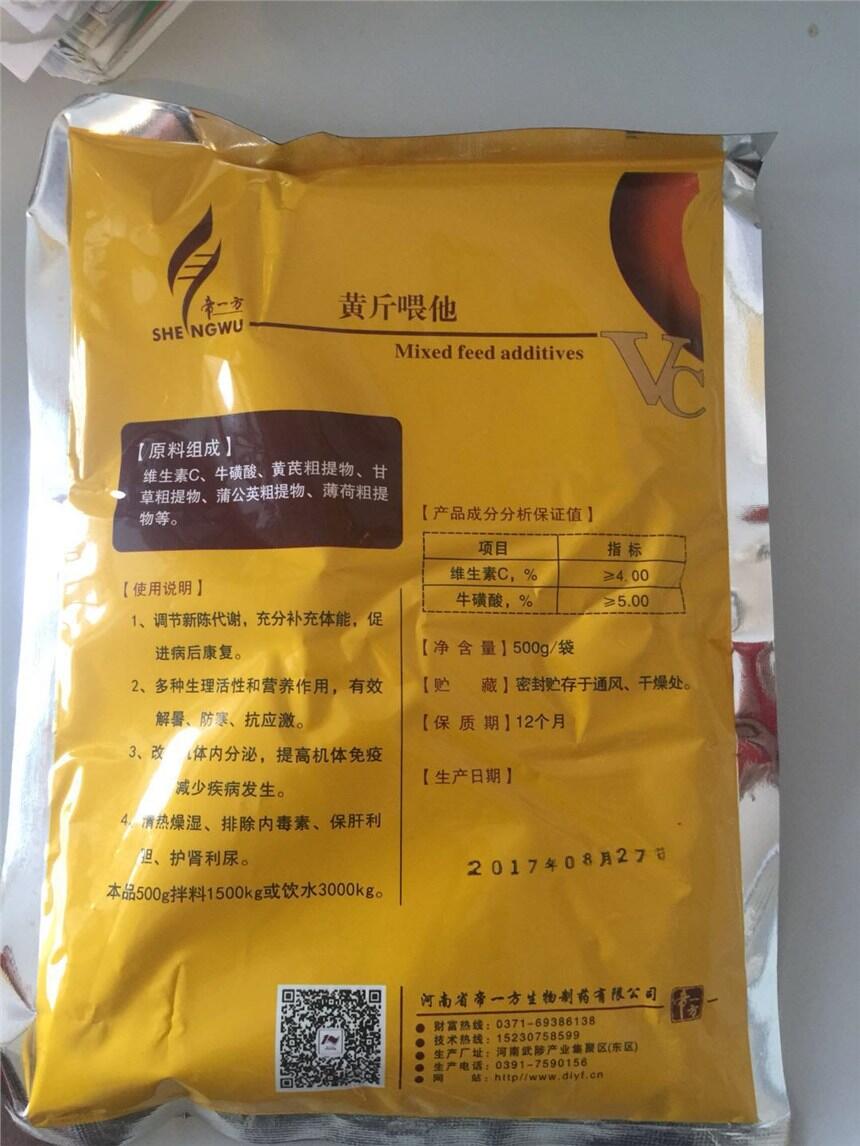 帝一方
SHENGWU
黄斤喂他
Mixed feed additives
VC
【原料组成】
维生素C、牛磺酸、黄芪粗提物、甘
草粗提物、蒲公英粗提物、薄荷粗提
物等。
【使用说明】
1、调节新陈代谢，充分补充体能，促
进病后康复。
2、多种生理活性和营养作用，有效
解暑、防寒、抗应激。
3、改 机体内分泌，提高机体免疫
减少疾病发生。
4、清热燥湿、排除内毒素、保肝利
胆、护肾利尿。
本品500g拌料1500kg或饮水3000kg。
【产品成分分析保证值】
项目 指标
维生素C，% ≥4.00
牛磺酸，% ≥5.00
【净含量】500g/袋
【贮 藏】密封贮存于通风、干燥处。
【保质期】12个月
【生产日期】
2017年08月27日
河南省帝一方生物制药有限公司
帝一方
●财富热线：0371-69386138
●技术热线：15230758599
●生产厂址：河南武陟产业集聚区(东区)
●生产电话：0391-7590156
●网 站：http//www.diyf.cn